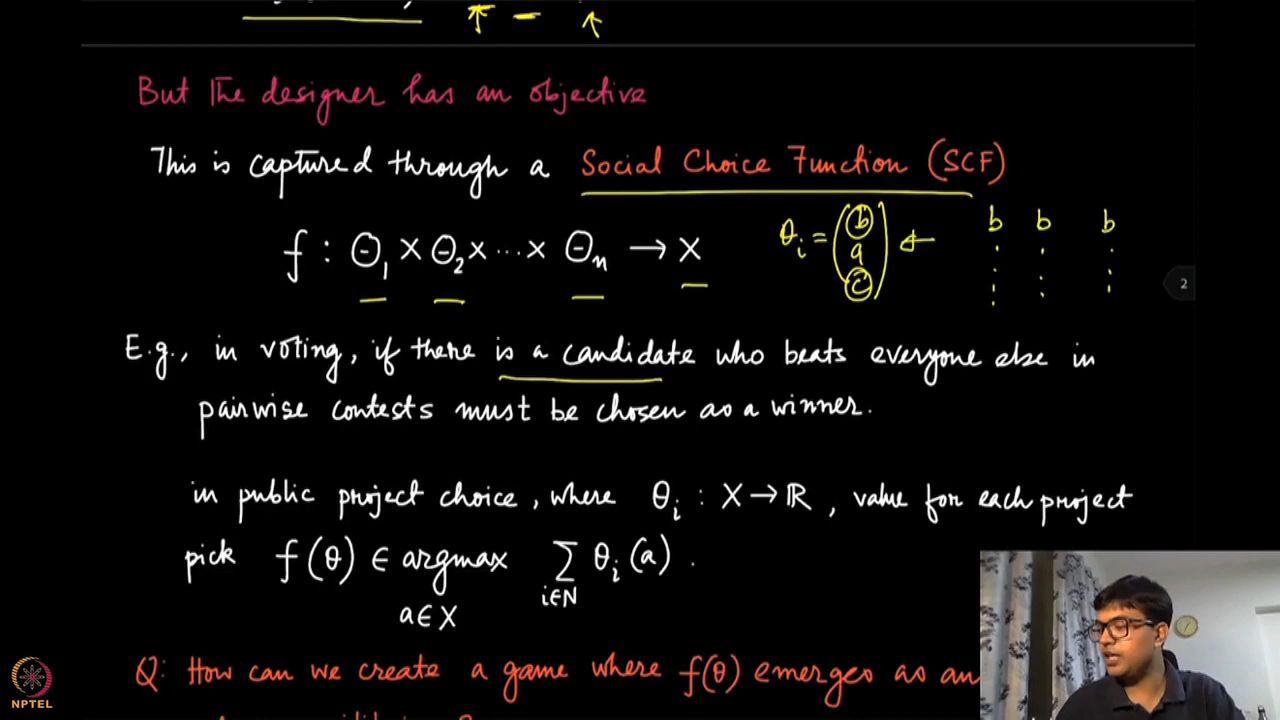 But the designer has an objective
This is captured through a Social Choice Function (SCF)
f : Θ₁ × Θ₂ × ... × Θₙ → X
θᵢ = (b a c) ←
b b b
E.g., in voting, if there is a candidate who beats everyone else in
pairwise contests must be chosen as a winner.
in public project choice, where θᵢ : X → ℝ, value for each project
pick f(θ) ∈ argmax Σ θᵢ(a).
a∈X i∈N
Q: How can we create a game where f(θ) emerges as an
2
NPTEL